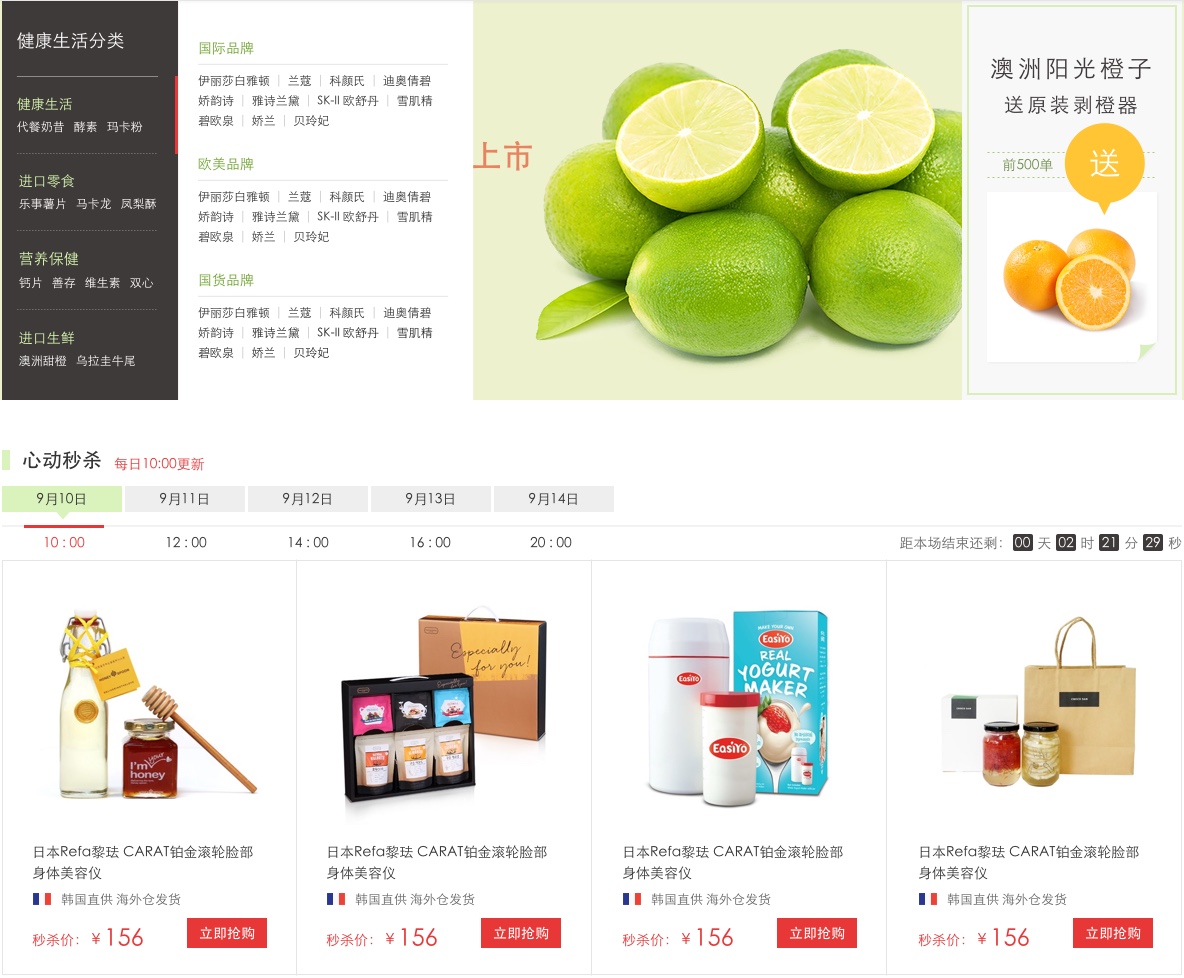 健康生活分类
健康生活
代餐奶昔 酵素 玛卡粉
进口零食
乐事薯片 马卡龙 凤梨酥
营养保健
钙片 善存 维生素 双心
进口生鲜
澳洲甜橙 乌拉圭牛尾
国际品牌
伊丽莎白雅顿 | 兰蔻 | 科颜氏 | 迪奥倩碧
娇韵诗 | 雅诗兰黛 | SK-II 欧舒丹 | 雪肌精
碧欧泉 | 娇兰 | 贝玲妃
欧美品牌
伊丽莎白雅顿 | 兰蔻 | 科颜氏 | 迪奥倩碧
娇韵诗 | 雅诗兰黛 | SK-II 欧舒丹 | 雪肌精
碧欧泉 | 娇兰 | 贝玲妃
国货品牌
伊丽莎白雅顿 | 兰蔻 | 科颜氏 | 迪奥倩碧
娇韵诗 | 雅诗兰黛 | SK-II 欧舒丹 | 雪肌精
碧欧泉 | 娇兰 | 贝玲妃
上市
澳洲阳光橙子
送原装剥橙器
前500单 送
心动秒杀 每日10:00更新
9月10日 9月11日 9月12日 9月13日 9月14日
10 : 00 12 : 00 14 : 00 16 : 00 20 : 00 距本场结束还剩： 00 天 02 时 21 分 29 秒
I'm your
honey
Especially
for you!
MAKE YOUR OWN
EasiYo
REAL
YOGURT
MAKER
EasiYo
EasiYo
日本Refa黎珐 CARAT铂金滚轮脸部
身体美容仪
韩国直供 海外仓发货
秒杀价： ¥ 156 立即抢购
日本Refa黎珐 CARAT铂金滚轮脸部
身体美容仪
韩国直供 海外仓发货
秒杀价： ¥ 156 立即抢购
日本Refa黎珐 CARAT铂金滚轮脸部
身体美容仪
韩国直供 海外仓发货
秒杀价： ¥ 156 立即抢购
日本Refa黎珐 CARAT铂金滚轮脸部
身体美容仪
韩国直供 海外仓发货
秒杀价： ¥ 156 立即抢购